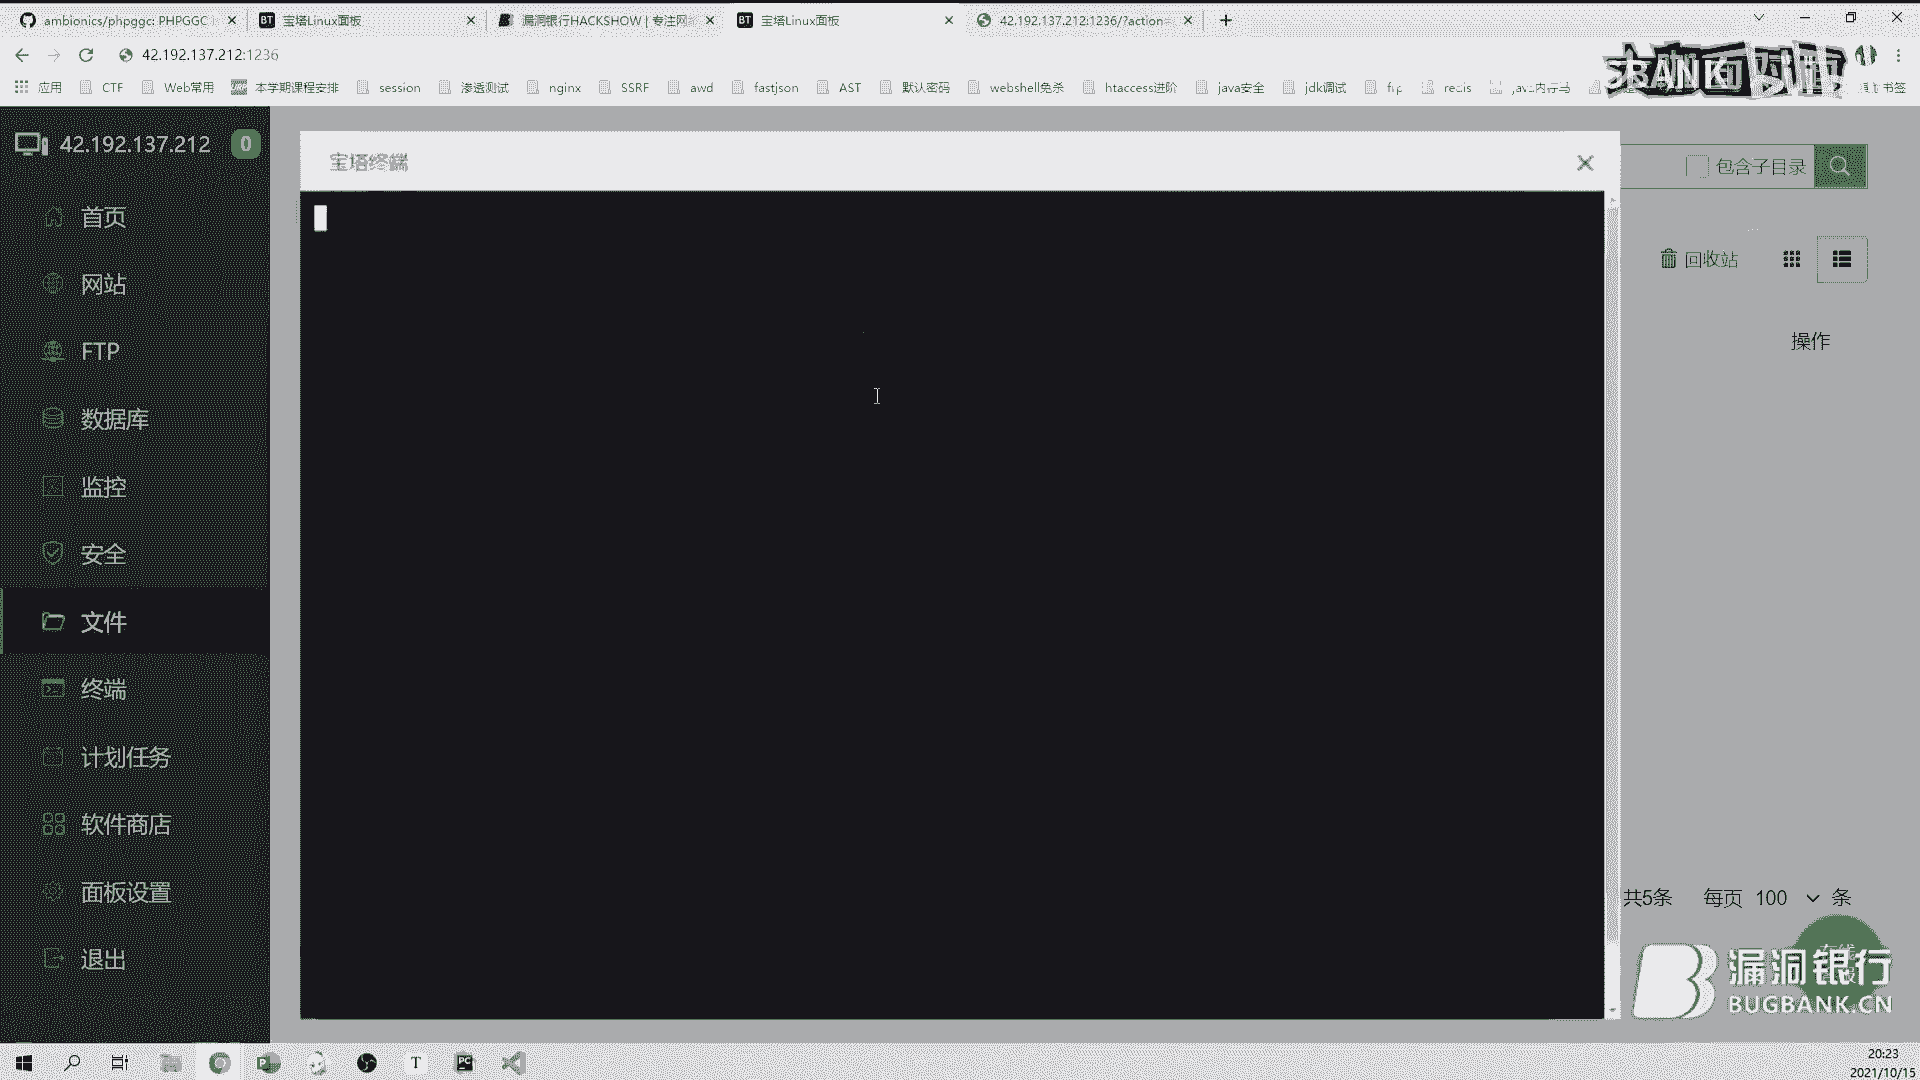 ambionics/phpggc: PHPGGC
宝塔Linux面板
漏洞银行HACKSHOW | 专注网
宝塔Linux面板
42.192.137.212:1236/?action=
42.192.137.212:1236
应用 CTF Web常用 本学期课程安排 session 渗透测试 nginx SSRF awd fastjson AST 默认密码 webshell免杀 htaccess进阶 java安全 jdk调试 frp redis java内存马 书签
BANK
42.192.137.212 0
宝塔终端
包含子目录
首页
网站
回收站
FTP
操作
数据库
监控
安全
文件
终端
计划任务
软件商店
面板设置
共5条 每页 100 条
退出
漏洞银行
BUGBANK.CN
20:23
2021/10/15